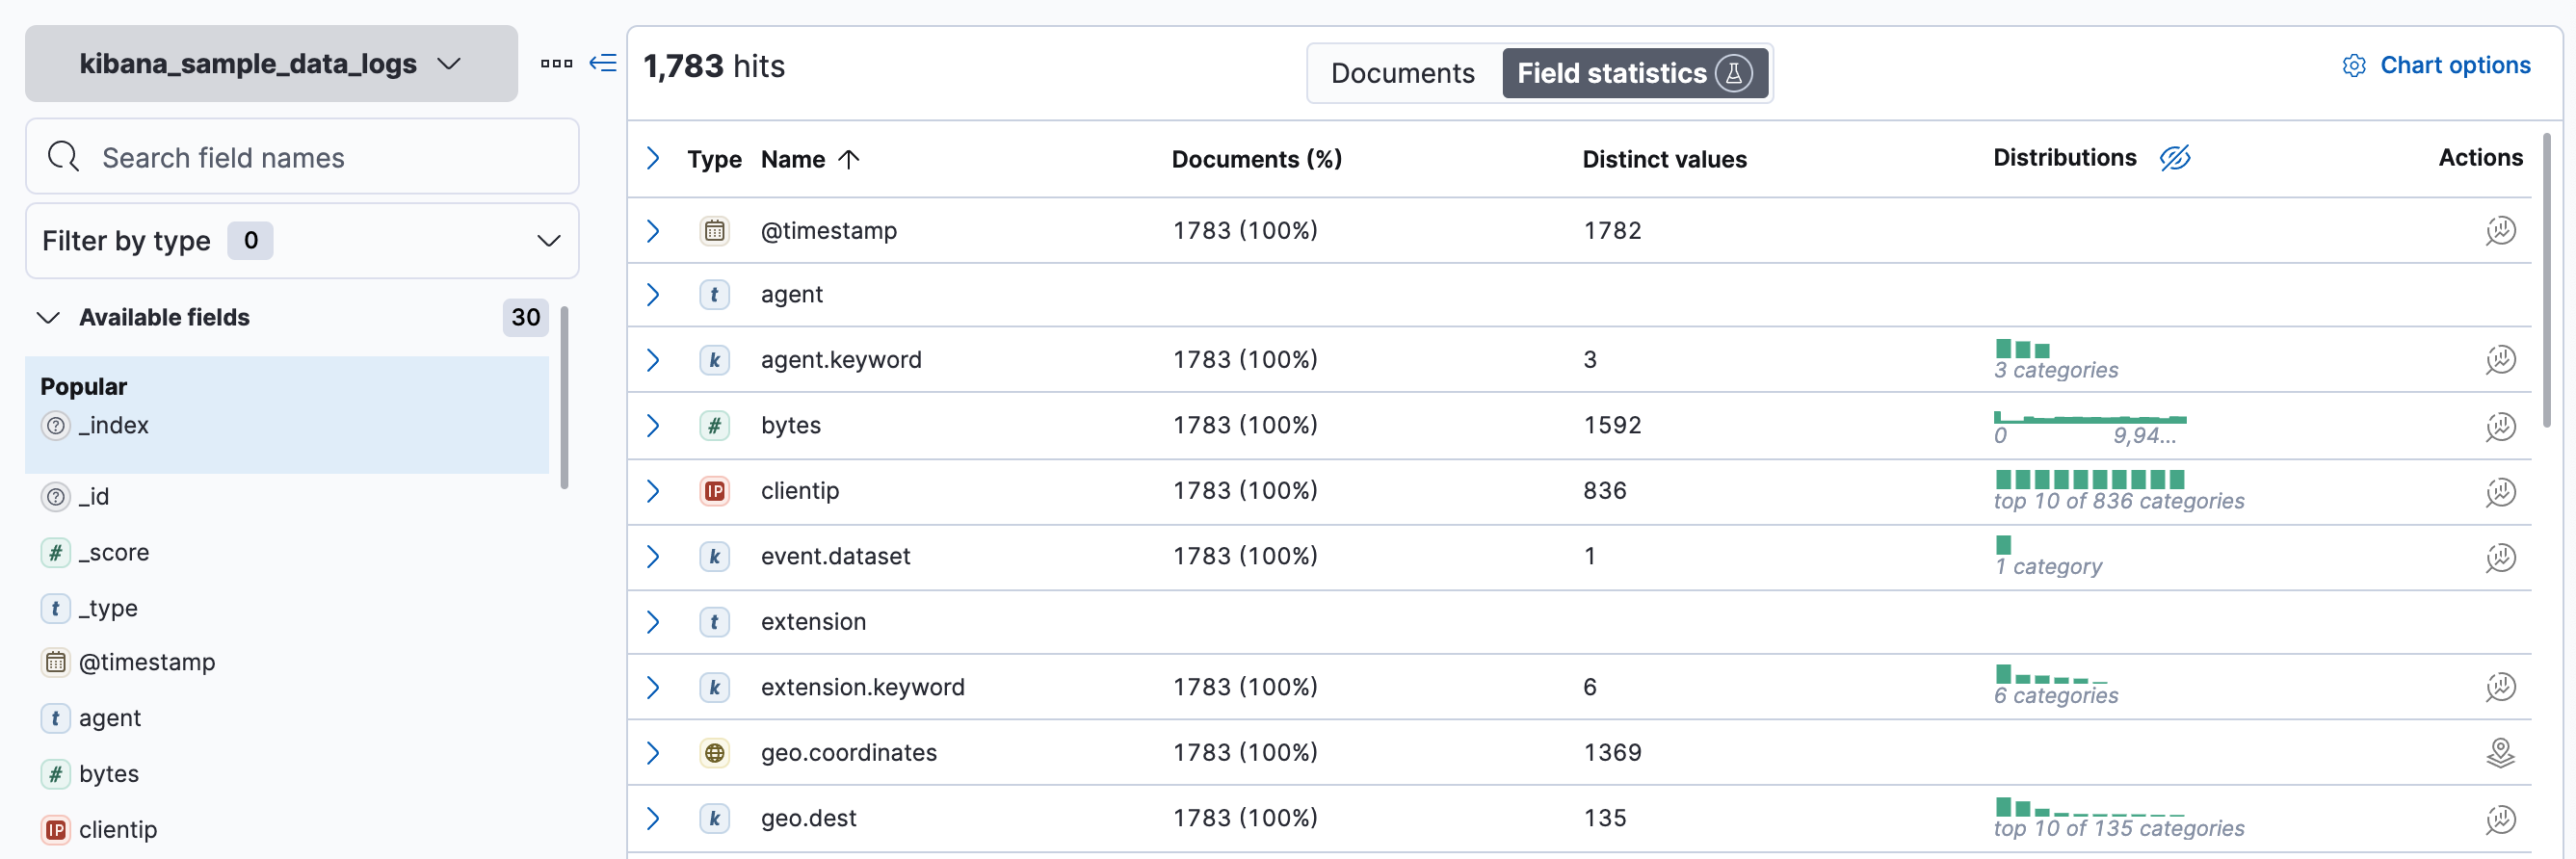 kibana_sample_data_logs
Search field names
Filter by type 0
Available fields 30
Popular
_index
_id
# _score
t _type
@timestamp
t agent
# bytes
IP clientip
1,783 hits
Documents Field statistics
Chart options
Type Name Documents (%) Distinct values Distributions Actions
@timestamp 1783 (100%) 1782
t agent
k agent.keyword 1783 (100%) 3
3 categories
# bytes 1783 (100%) 1592
0 9,94...
IP clientip 1783 (100%) 836
top 10 of 836 categories
k event.dataset 1783 (100%) 1
1 category
t extension
k extension.keyword 1783 (100%) 6
6 categories
geo.coordinates 1783 (100%) 1369
k geo.dest 1783 (100%) 135
top 10 of 135 categories